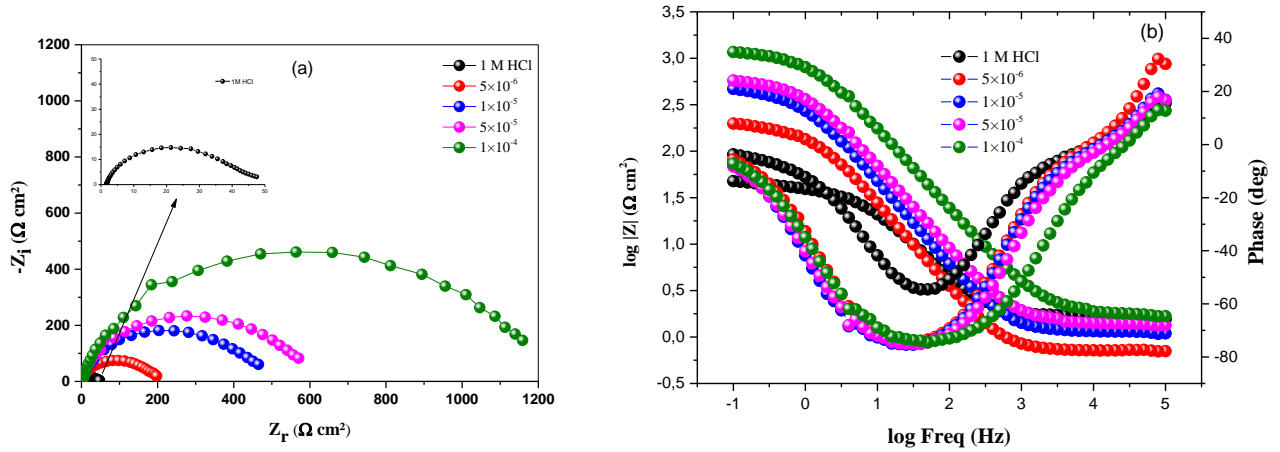 (a)
1200
1000
800
600
400
200
0
0 200 400 600 800 1000 1200
-Zi (Ω cm²)
Zr (Ω cm²)
1 M HCl
5×10⁻⁶
1×10⁻⁵
5×10⁻⁵
1×10⁻⁴
1M HCl
50
40
30
20
10
0
0 10 20 30 40 50
(b)
3,5
3,0
2,5
2,0
1,5
1,0
0,5
0,0
-0,5
log |Z| (Ω cm²)
-1 0 1 2 3 4 5
log Freq (Hz)
40
20
0
-20
-40
-60
-80
Phase (deg)
1 M HCl
5×10⁻⁶
1×10⁻⁵
5×10⁻⁵
1×10⁻⁴